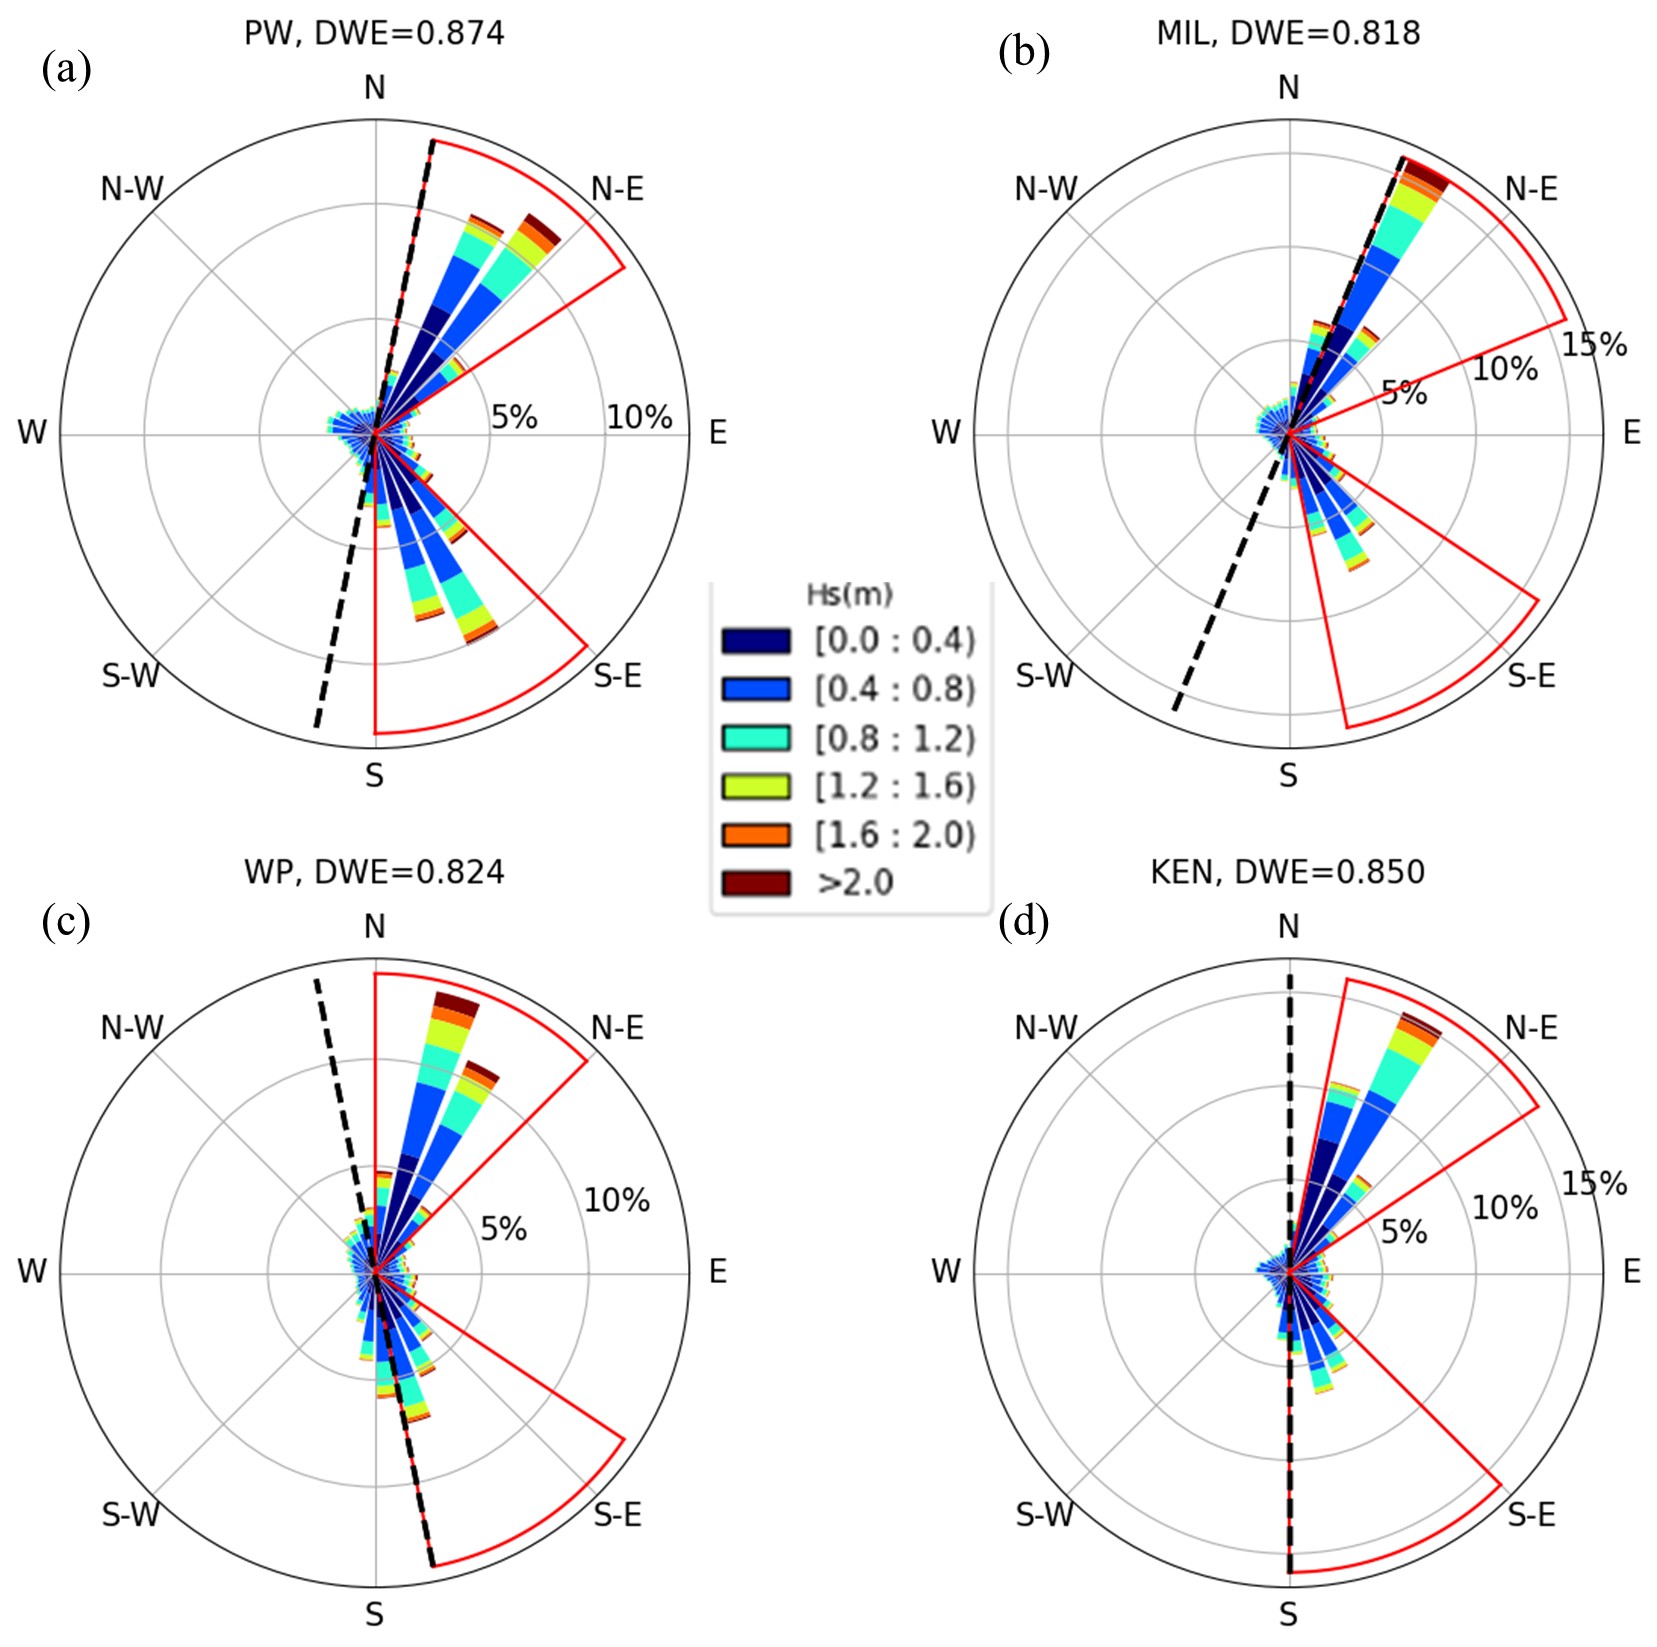 PW, DWE=0.874
(a)
N
N-W
N-E
W
5%
10%
E
S-W
S-E
S
MIL, DWE=0.818
(b)
N
N-W
N-E
15%
10%
5%
W
E
S-W
S-E
S
Hs(m)
[0.0 : 0.4)
[0.4 : 0.8)
[0.8 : 1.2)
[1.2 : 1.6)
[1.6 : 2.0)
>2.0
WP, DWE=0.824
(c)
N
N-W
N-E
10%
5%
W
E
S-W
S-E
S
KEN, DWE=0.850
(d)
N
N-W
N-E
15%
10%
5%
W
E
S-W
S-E
S